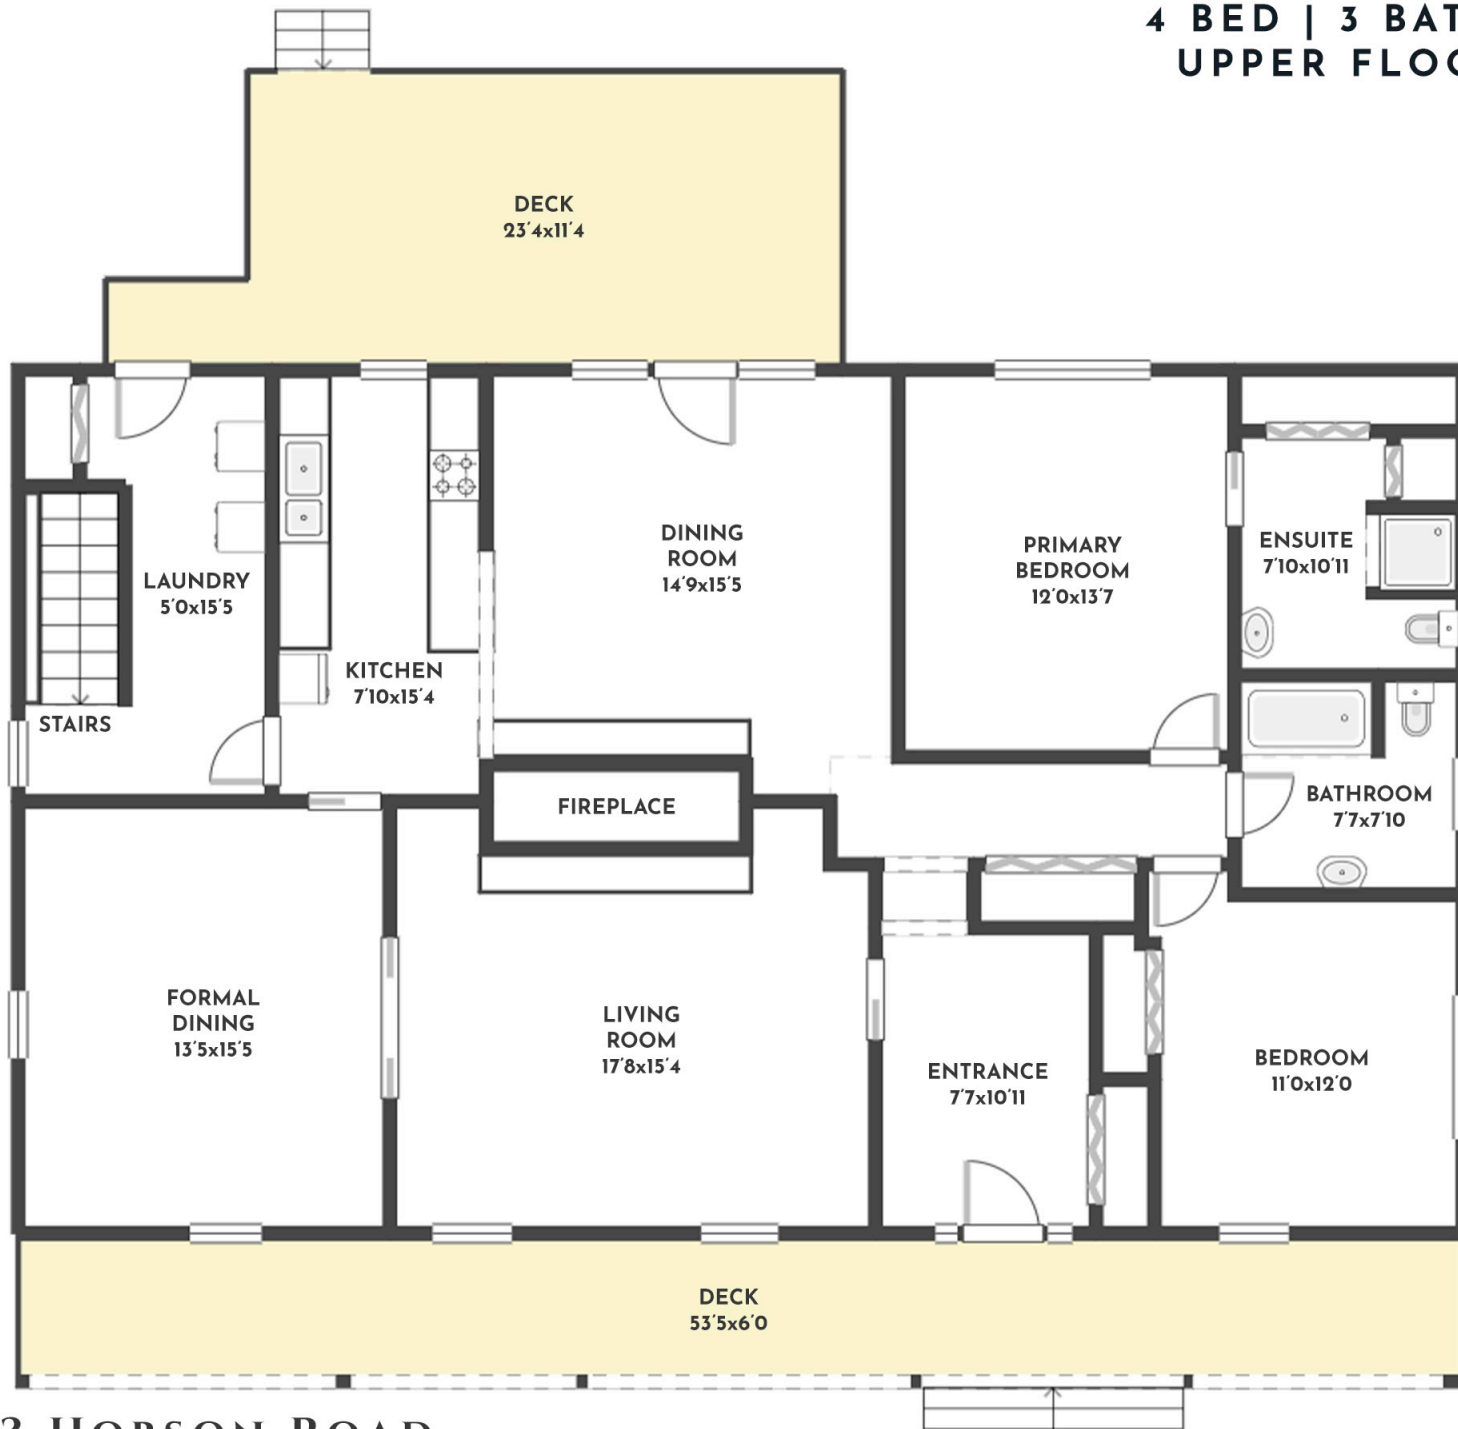 4 BED | 3 BAT
UPPER FLOO
DECK
23'4x11'4
DINING
ROOM
14'9x15'5
PRIMARY
BEDROOM
12'0x13'7
ENSUITE
7'10x10'11
LAUNDRY
5'0x15'5
KITCHEN
7'10x15'4
STAIRS
FIREPLACE
BATHROOM
7'7x7'10
FORMAL
DINING
13'5x15'5
LIVING
ROOM
17'8x15'4
ENTRANCE
7'7x10'11
BEDROOM
11'0x12'0
DECK
53'5x6'0
HOBSON ROAD